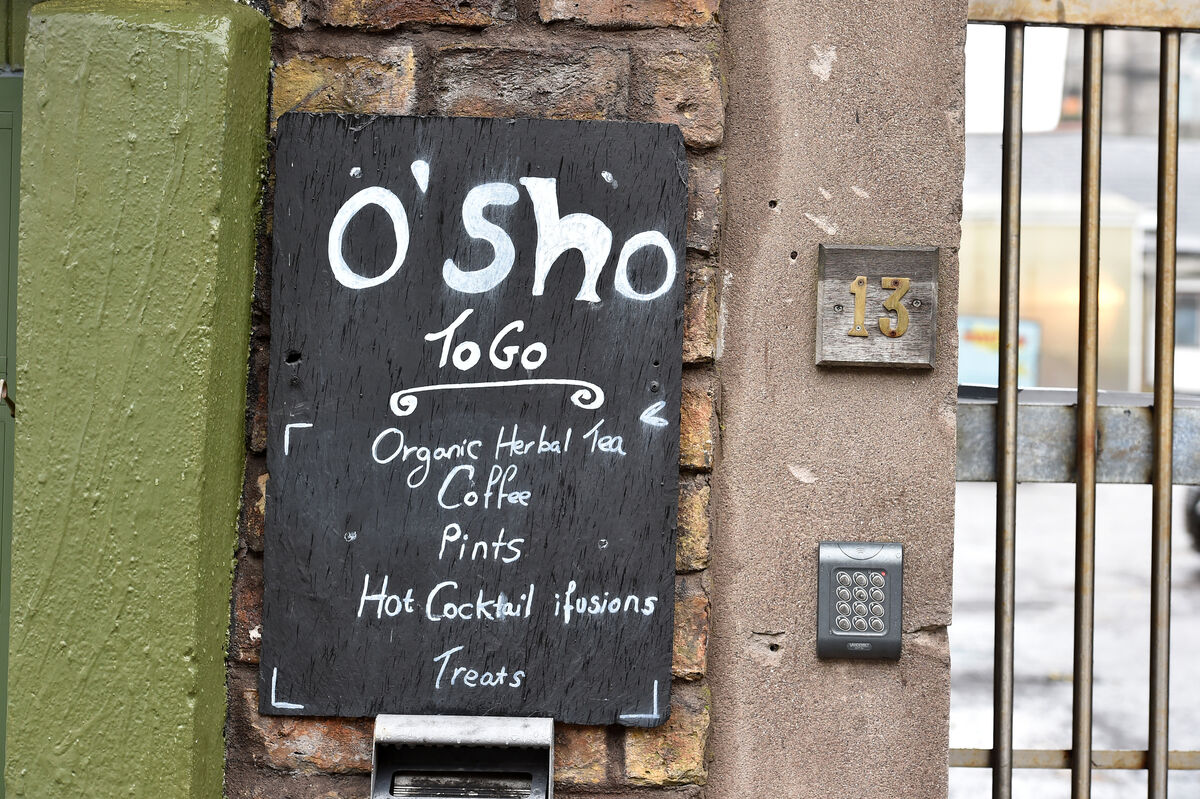 O'Sho
To Go
Organic Herbal Tea
Coffee
Pints
Hot Cocktail ifusions
Treats
13